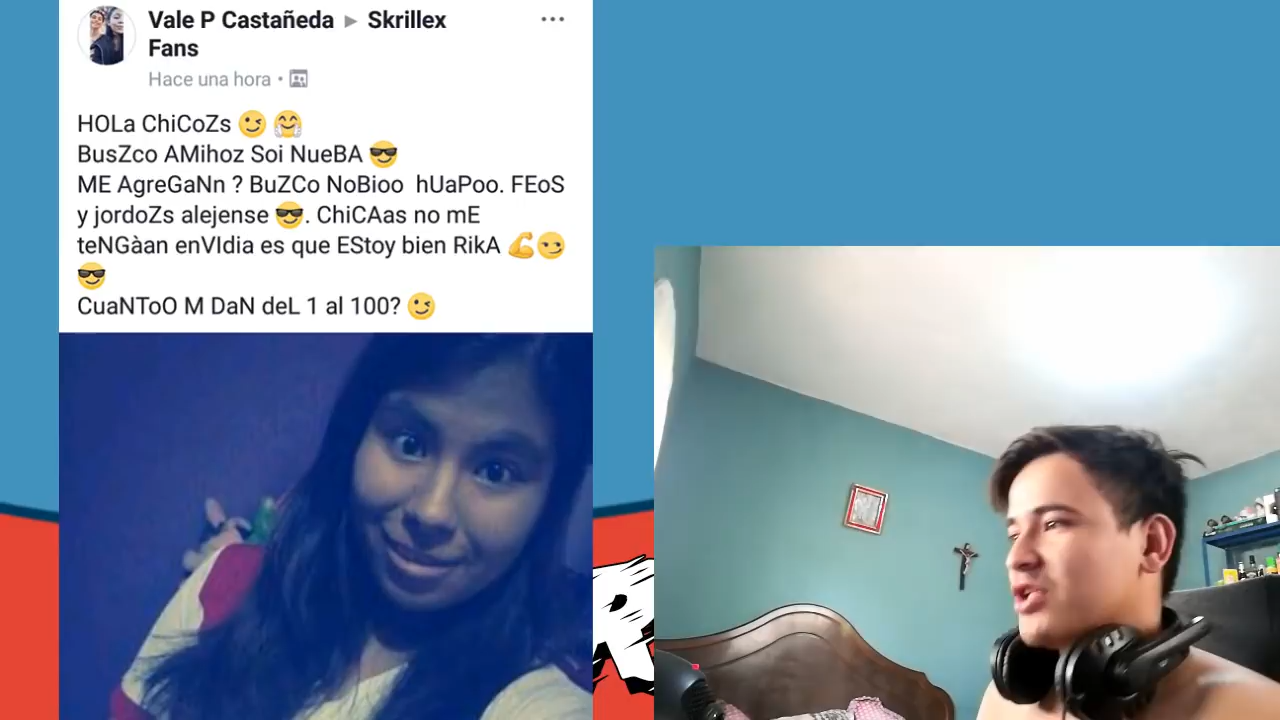 Vale P Castañeda ▸ Skrillex
Fans
Hace una hora •
HOLa ChiCoZs 😉 🤗
BusZco AMihoz Soi NueBA 😎
ME AgreGaNn ? BuZCo NoBioo hUaPoo. FEoS
y jordoZs alejense 😎. ChiCAas no mE
teNGàan enVIdia es que EStoy bien RikA 💪😏
😎
CuaNToO M DaN deL 1 al 100? 😉